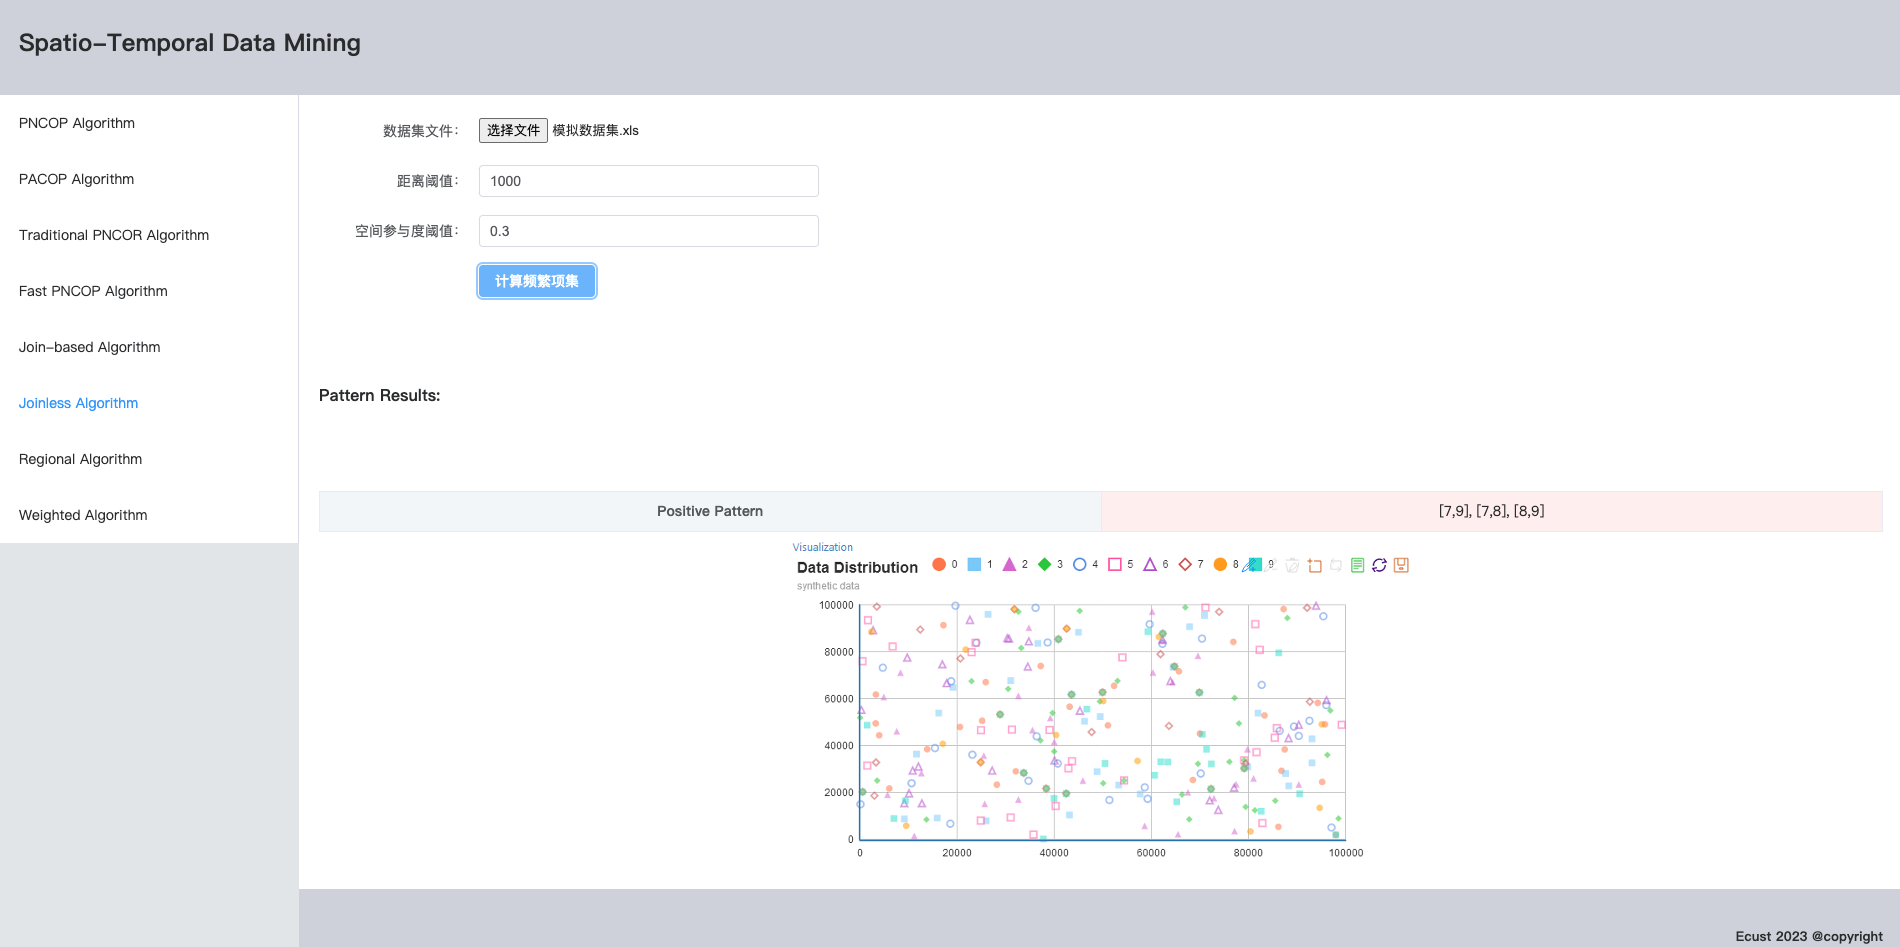 Spatio-Temporal Data Mining
PNCOP Algorithm
PACOP Algorithm
Traditional PNCOR Algorithm
Fast PNCOP Algorithm
Join-based Algorithm
Joinless Algorithm
Regional Algorithm
Weighted Algorithm
数据集文件： 选择文件 模拟数据集.xls
距离阈值： 1000
空间参与度阈值： 0.3
计算频繁项集
Pattern Results:
Positive Pattern [7,9], [7,8], [8,9]
Visualization
Data Distribution 0 1 2 3 4 5 6 7 8 9
synthetic data
100000
80000
60000
40000
20000
0
0 20000 40000 60000 80000 100000
Ecust 2023 @copyright